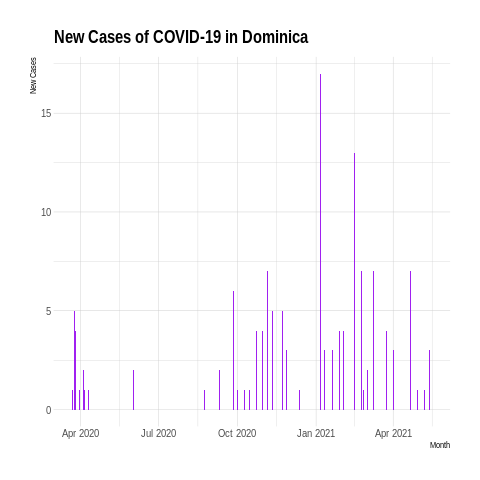 New Cases of COVID-19 in Dominica
New Cases
15
10
5
0
Apr 2020 Jul 2020 Oct 2020 Jan 2021 Apr 2021
Month